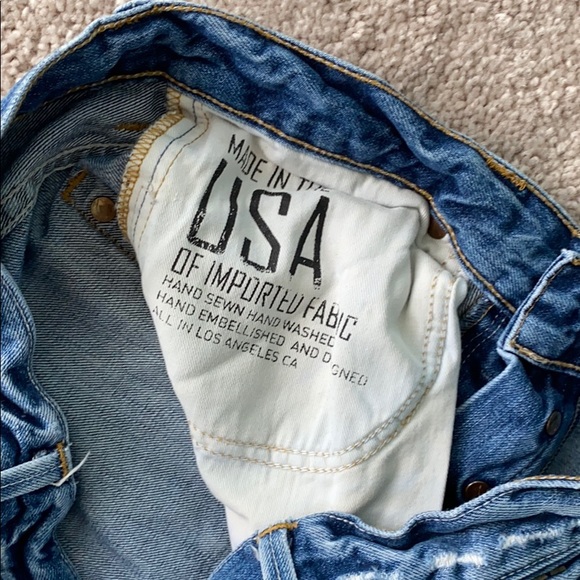 MADE IN THE
USA
OF IMPORTED FABIC
HAND SEWN HAND WASHED
HAND EMBELLISHED AND D GNED
ALL IN LOS ANGELES CA